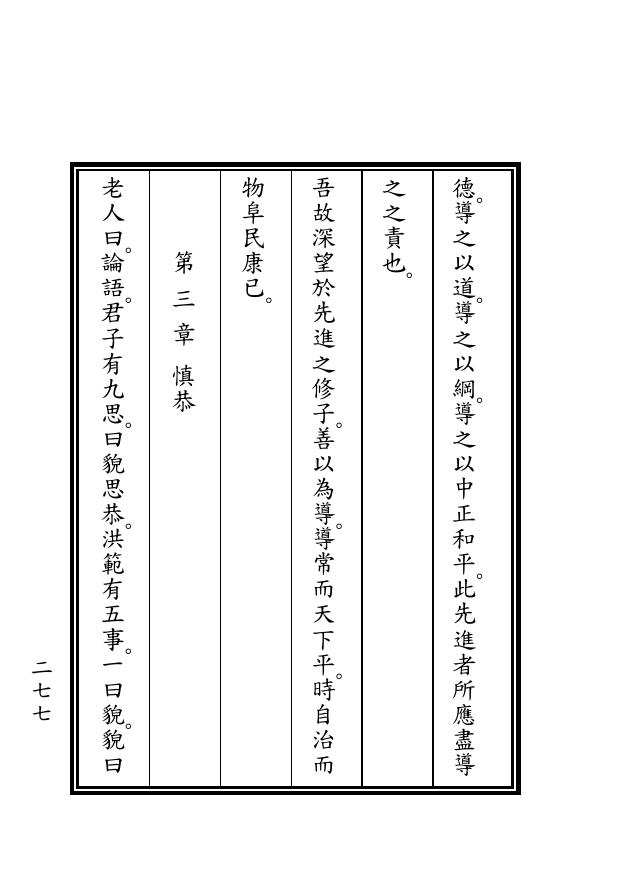 德。導之以道。導之以綱。導之以中正和平。此先進者所應盡導
之之責也。
吾故深望於先進之修子。善以為導。導常而天下平。時自治而
物阜民康已。
第三章 慎恭
老人曰。論語。君子有九思。曰貌思恭。洪範有五事。一曰貌。貌曰
二七七